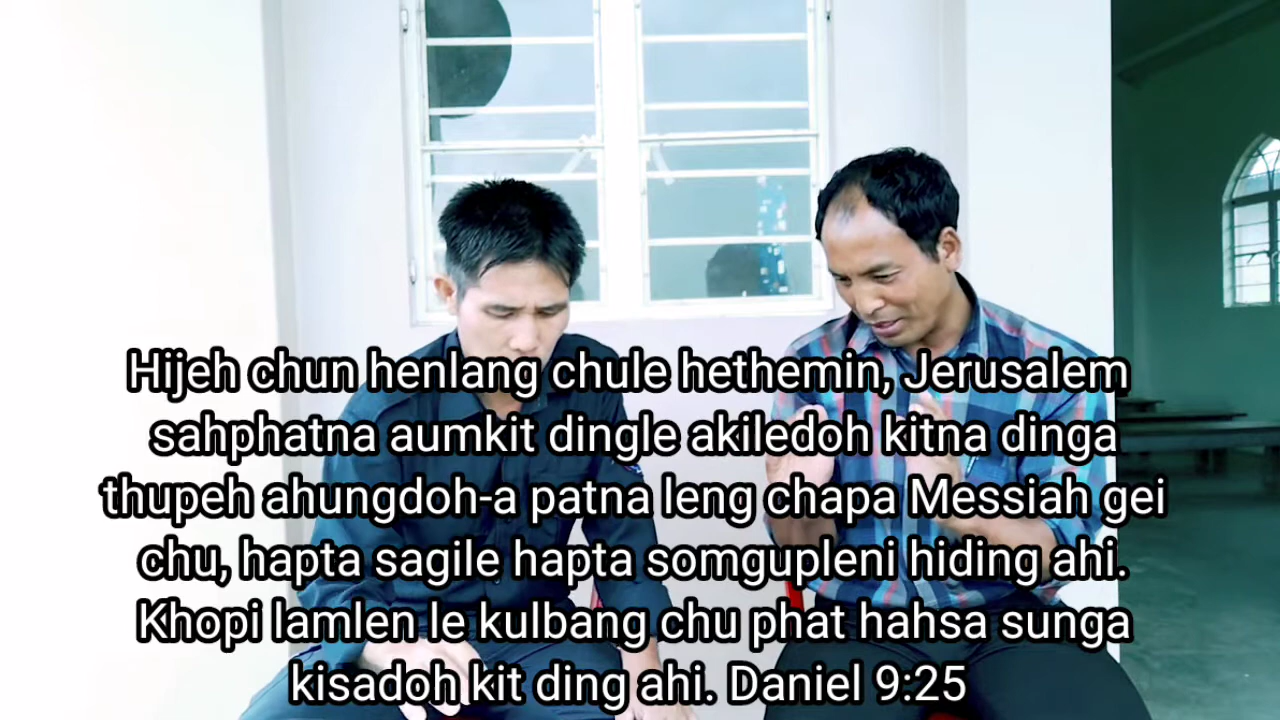 Hijeh chun henlang chule hethemin, Jerusalem
sahphatna aumkit dingle akiledoh kitna dinga
thupeh ahungdoh-a patna leng chapa Messiah gei
chu, hapta sagile hapta somgupleni hiding ahi.
Khopi lamlen le kulbang chu phat hahsa sunga
kisadoh kit ding ahi. Daniel 9:25